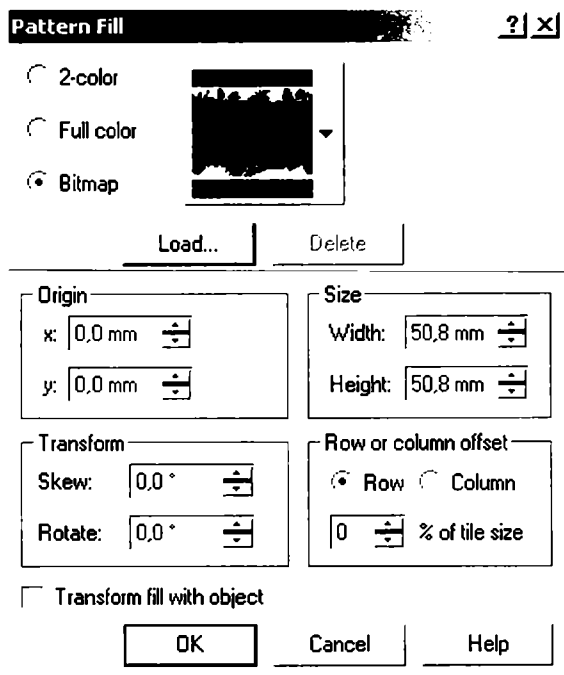 Pattern Fill ? ×
2-color
Full color
Bitmap
Load... Delete
Origin Size
x: 0,0 mm Width: 50,8 mm
y: 0,0 mm Height: 50,8 mm
Transform Row or column offset
Skew: 0,0 ° Row Column
Rotate: 0,0 ° 0 % of tile size
Transform fill with object
OK Cancel Help